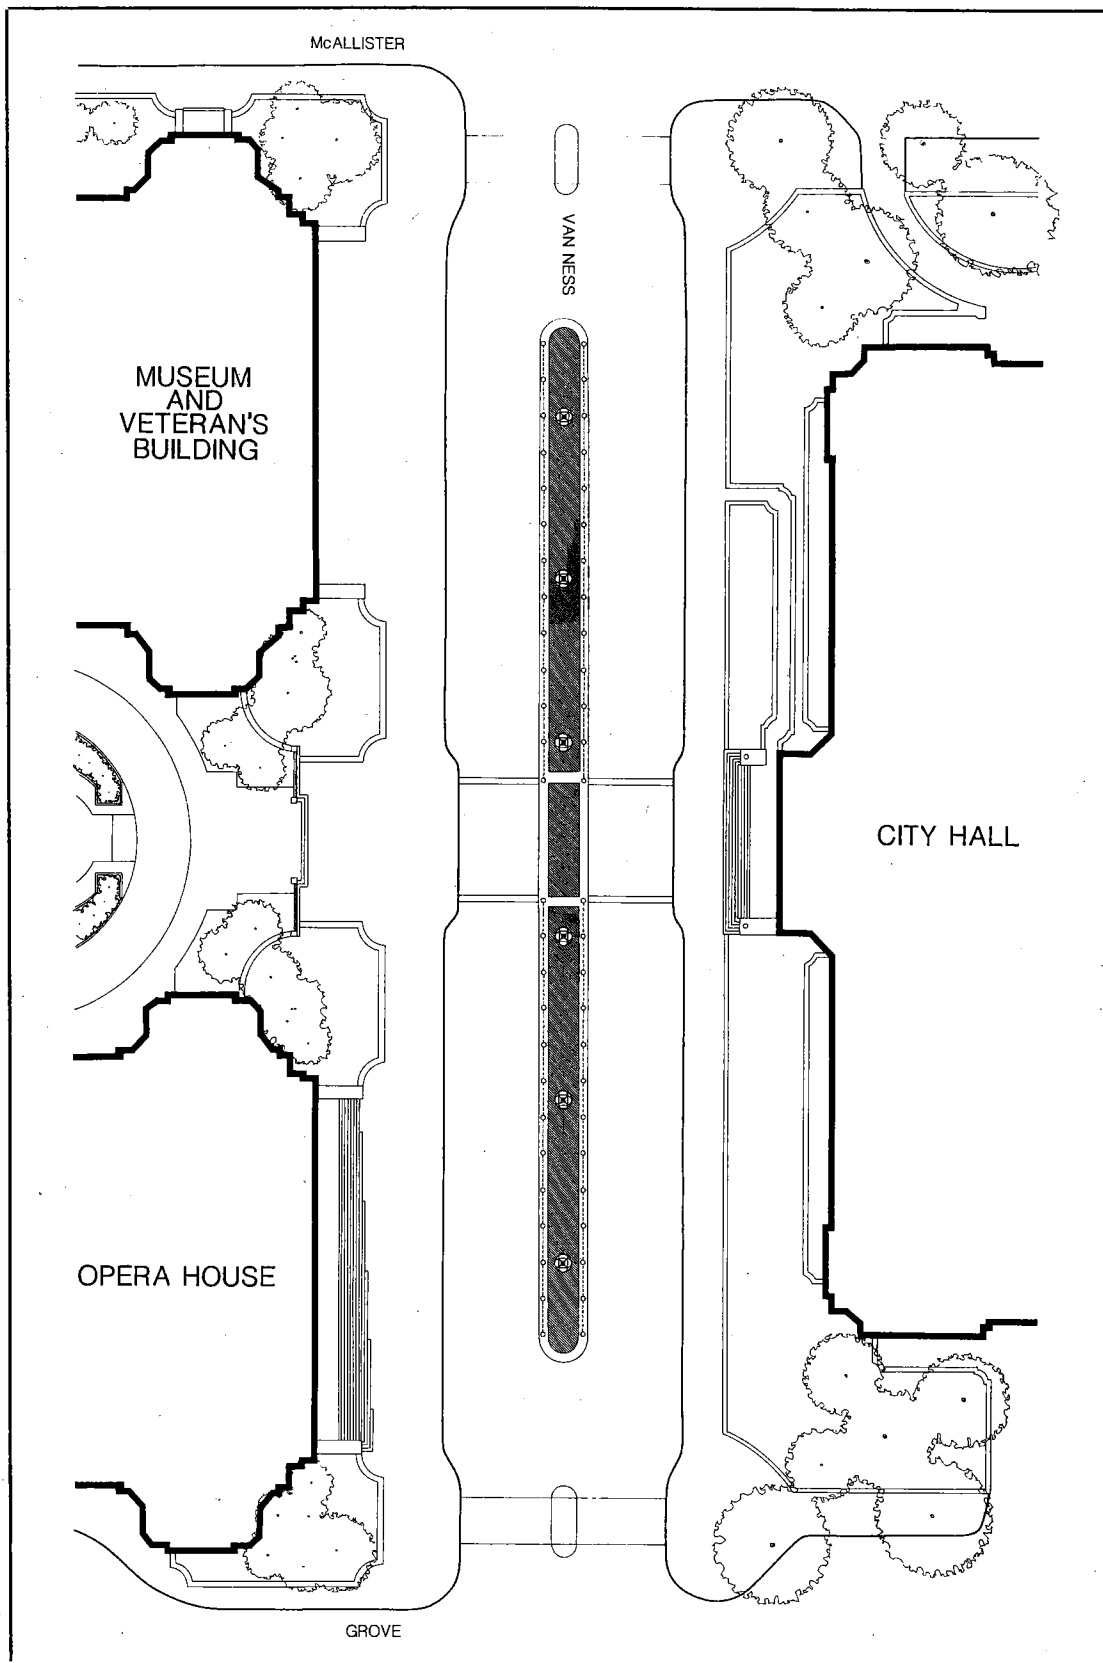 McALLISTER
VAN NESS
MUSEUM
AND
VETERAN'S
BUILDING
CITY HALL
OPERA HOUSE
GROVE